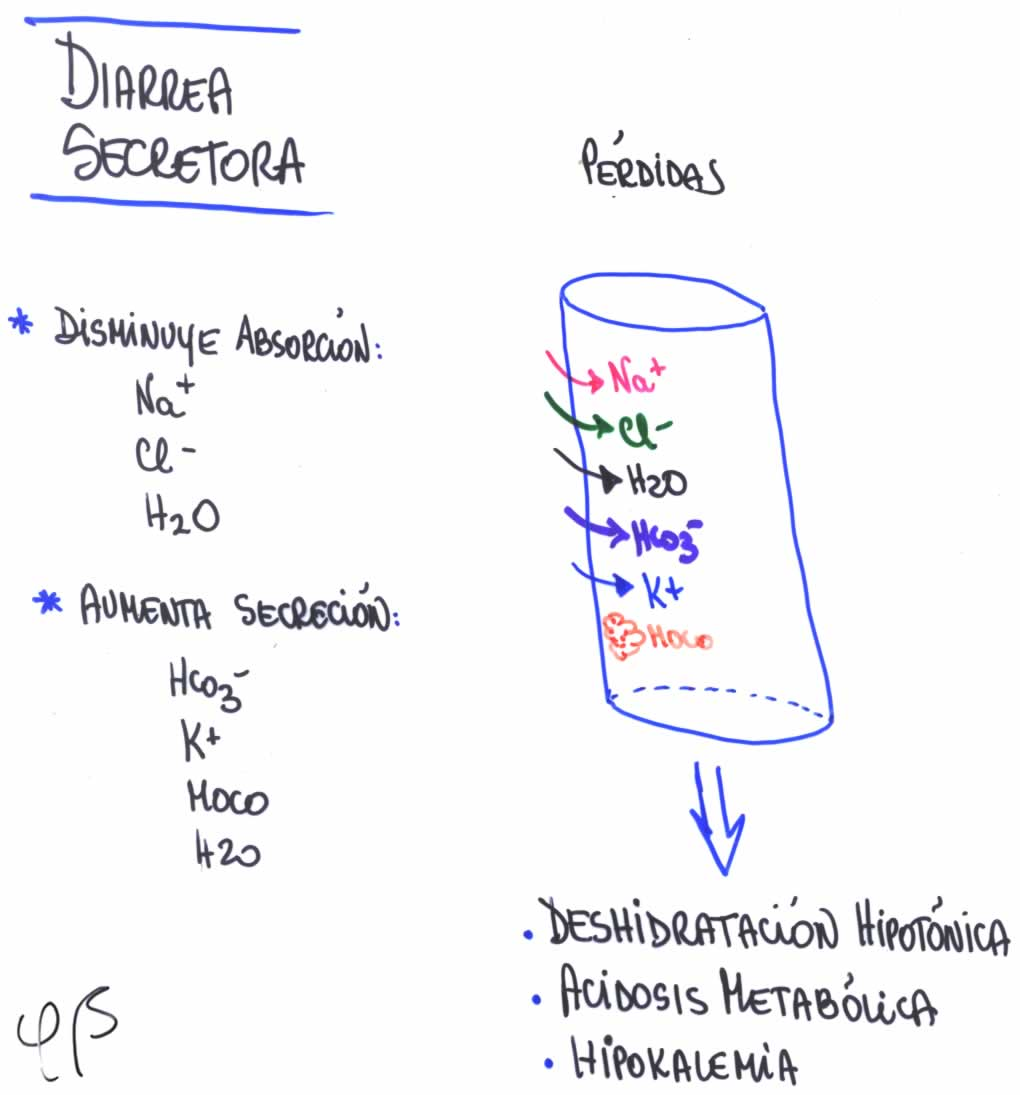 DIARREA
SECRETORA
* DISMINUYE ABSORCIÓN:
Na+
Cl-
H2O
* AUMENTA SECRECIÓN:
HCO3-
K+
MOCO
H2O
PÉRDIDAS
Na+
Cl-
H2O
HCO3-
K+
MOCO
• DESHIDRATACIÓN HIPOTÓNICA
• ACIDOSIS METABÓLICA
• HIPOKALEMIA